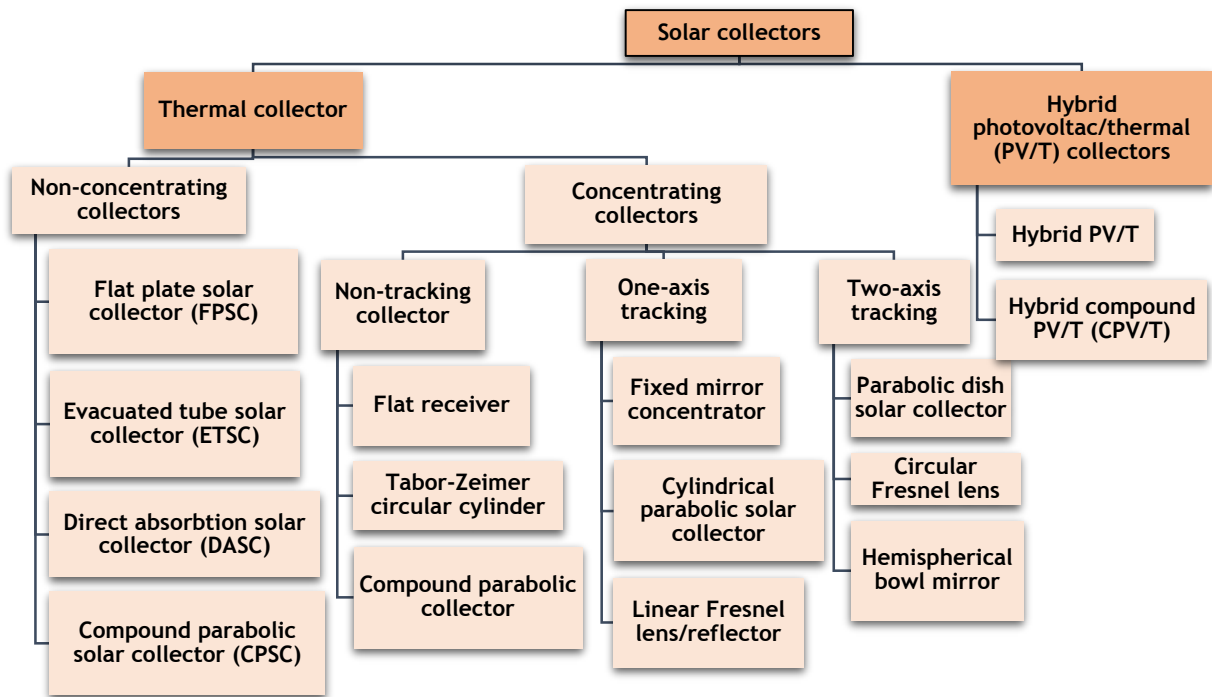 Solar collectors
Thermal collector
Hybrid
photovoltac/thermal
(PV/T) collectors
Non-concentrating
collectors
Concentrating
collectors
Hybrid PV/T
Hybrid compound
PV/T (CPV/T)
Flat plate solar
collector (FPSC)
Evacuated tube solar
collector (ETSC)
Direct absorbtion solar
collector (DASC)
Compound parabolic
solar collector (CPSC)
Non-tracking
collector
Flat receiver
Tabor-Zeimer
circular cylinder
Compound parabolic
collector
One-axis
tracking
Fixed mirror
concentrator
Cylindrical
parabolic solar
collector
Linear Fresnel
lens/reflector
Two-axis
tracking
Parabolic dish
solar collector
Circular
Fresnel lens
Hemispherical
bowl mirror